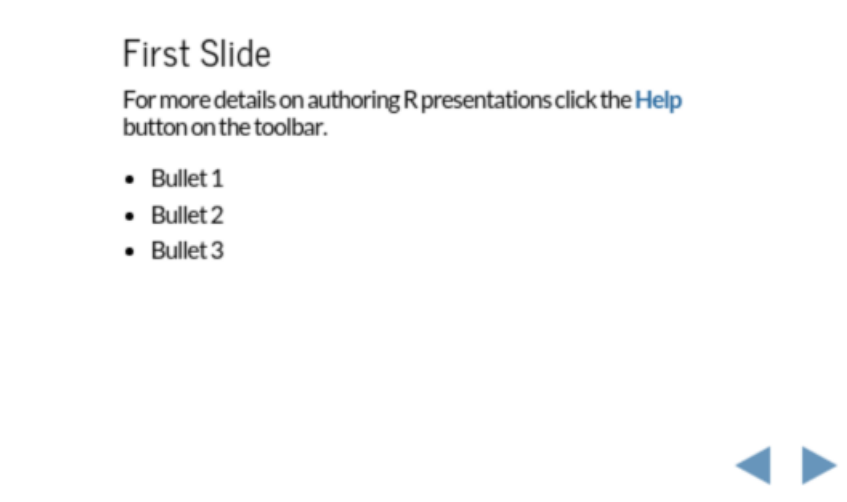 First Slide
For more details on authoring R presentations click the Help
button on the toolbar.
• Bullet 1
• Bullet 2
• Bullet 3